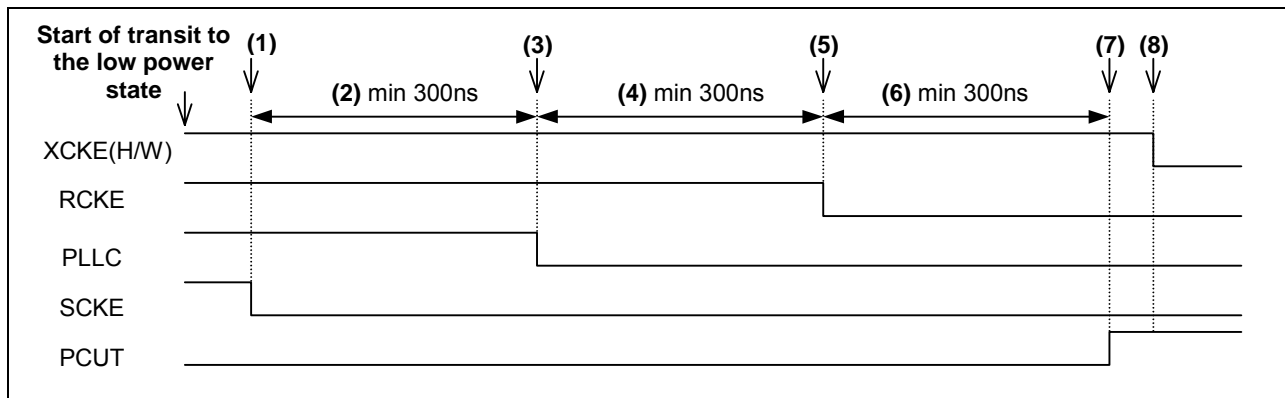 Start of transit to
the low power
state
(1)
(3)
(5)
(7)
(8)
(2) min 300ns
(4) min 300ns
(6) min 300ns
XCKE(H/W)
RCKE
PLLC
SCKE
PCUT